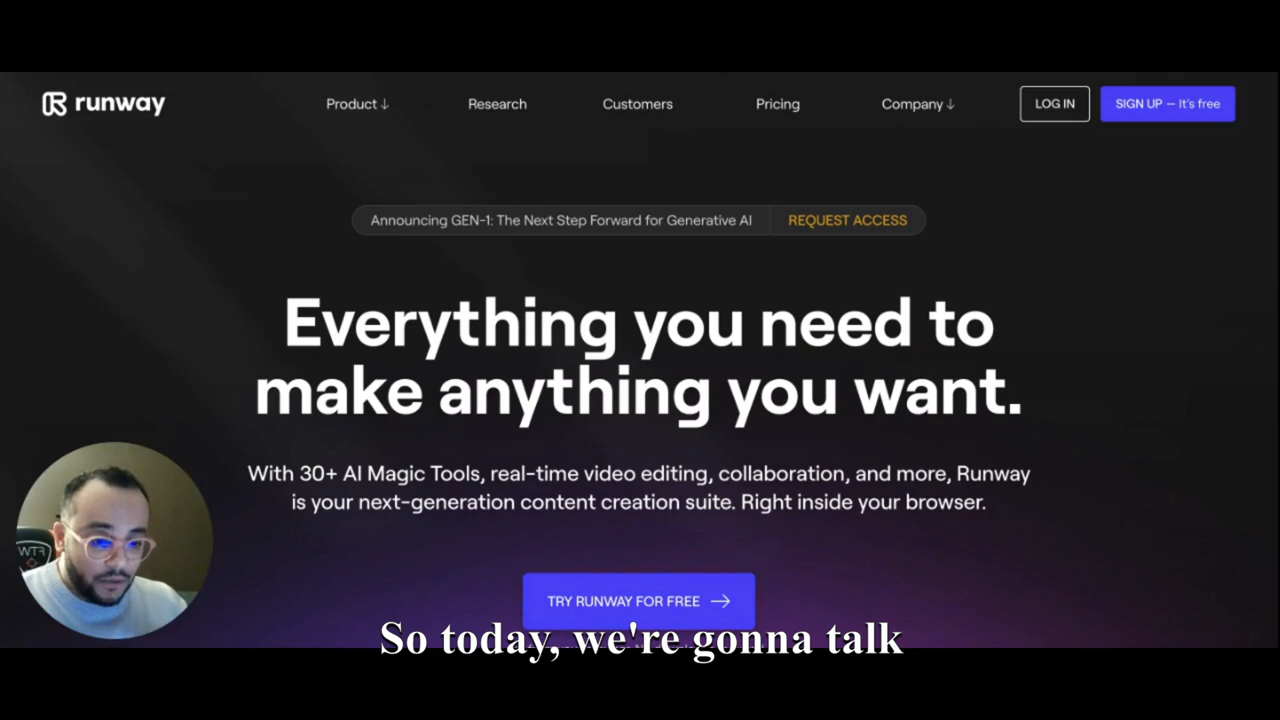 runway
Product ↓
Research
Customers
Pricing
Company ↓
LOG IN
SIGN UP — It's free
Announcing GEN-1: The Next Step Forward for Generative AI
REQUEST ACCESS
Everything you need to
make anything you want.
With 30+ AI Magic Tools, real-time video editing, collaboration, and more, Runway
is your next-generation content creation suite. Right inside your browser.
FTW
TRY RUNWAY FOR FREE →
So today, we're gonna talk